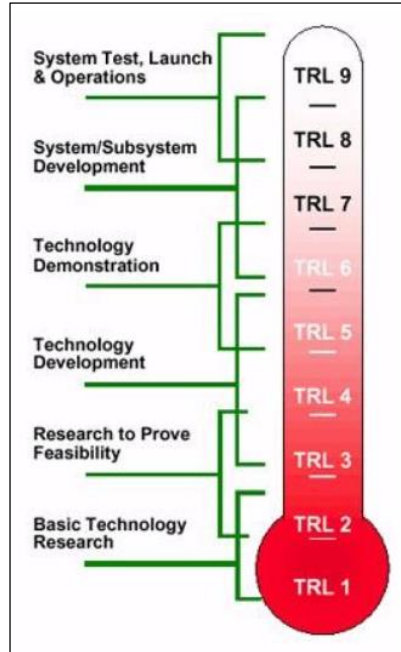 System Test, Launch
& Operations
System/Subsystem
Development
Technology
Demonstration
Technology
Development
Research to Prove
Feasibility
Basic Technology
Research
TRL 9
TRL 8
TRL 7
TRL 6
TRL 5
TRL 4
TRL 3
TRL 2
TRL 1